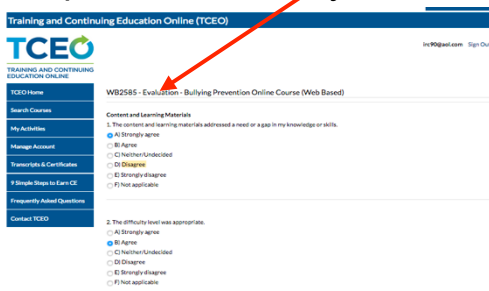 Training and Continuing Education Online (TCEO)
TCEO
TRAINING AND CONTINUING
EDUCATION ONLINE
irc90@aol.com Sign Ou
TCEO Home
Search Courses
My Activities
Manage Account
Transcripts & Certificates
9 Simple Steps to Earn CE
Frequently Asked Questions
Contact TCEO
WB2585 - Evaluation - Bullying Prevention Online Course (Web Based)
Content and Learning Materials
1. The content and learning materials addressed a need or a gap in my knowledge or skills.
A) Strongly agree
B) Agree
C) Neither/Undecided
D) Disagree
E) Strongly disagree
F) Not applicable
2. The difficulty level was appropriate.
A) Strongly agree
B) Agree
C) Neither/Undecided
D) Disagree
E) Strongly disagree
F) Not applicable